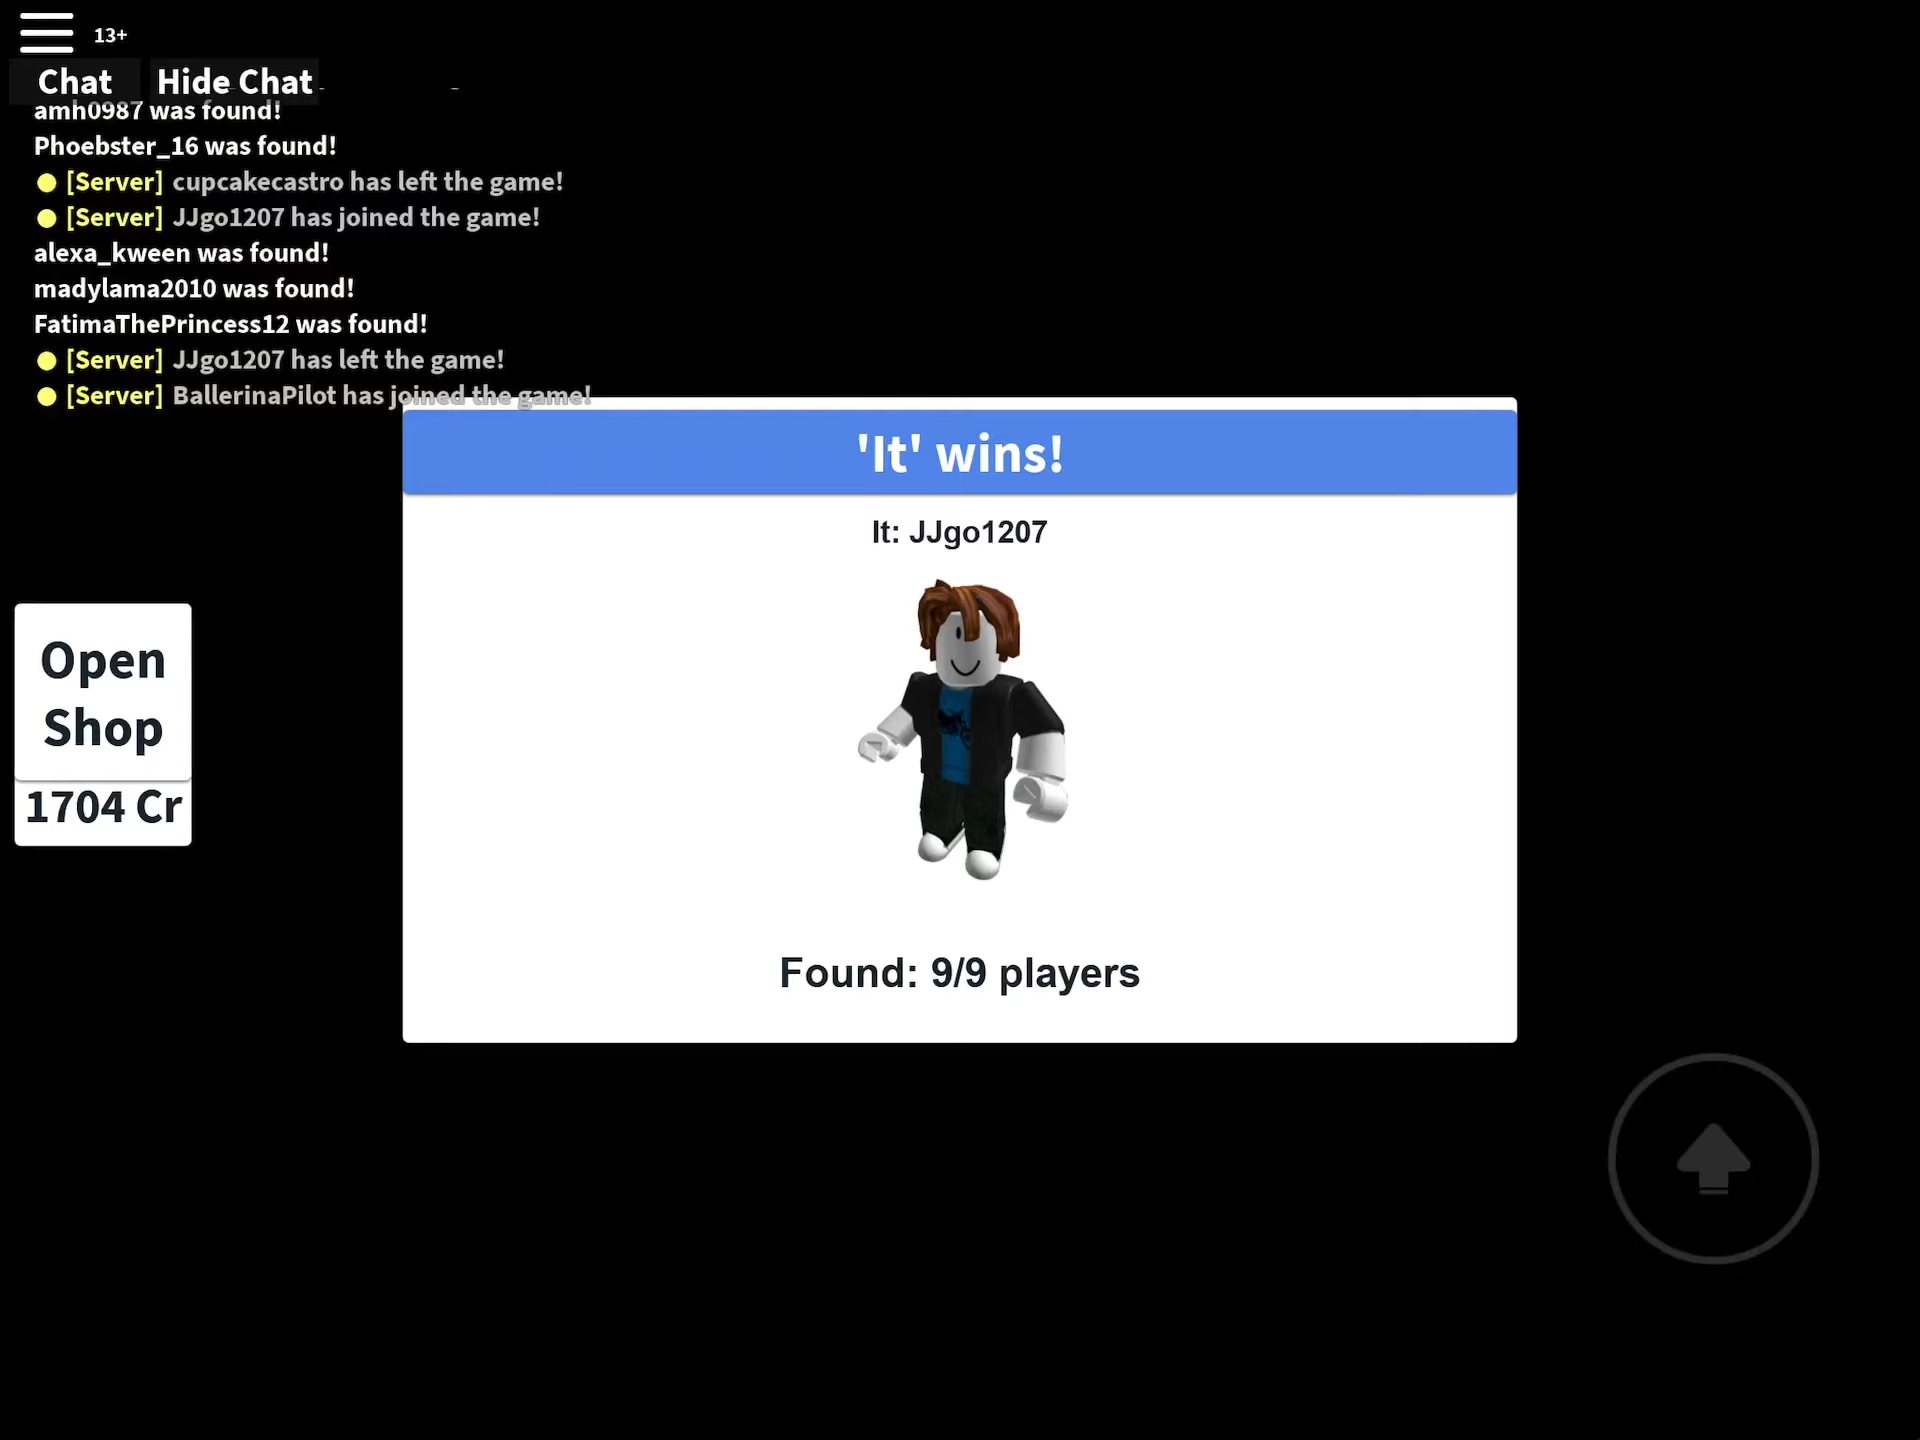 13+
Chat Hide Chat
amh0987 was found!
Phoebster_16 was found!
[Server] cupcakecastro has left the game!
[Server] JJgo1207 has joined the game!
alexa_kween was found!
madylama2010 was found!
FatimaThePrincess12 was found!
[Server] JJgo1207 has left the game!
[Server] BallerinaPilot has joined the game!
'It' wins!
It: JJgo1207
Open
Shop
1704 Cr
Found: 9/9 players